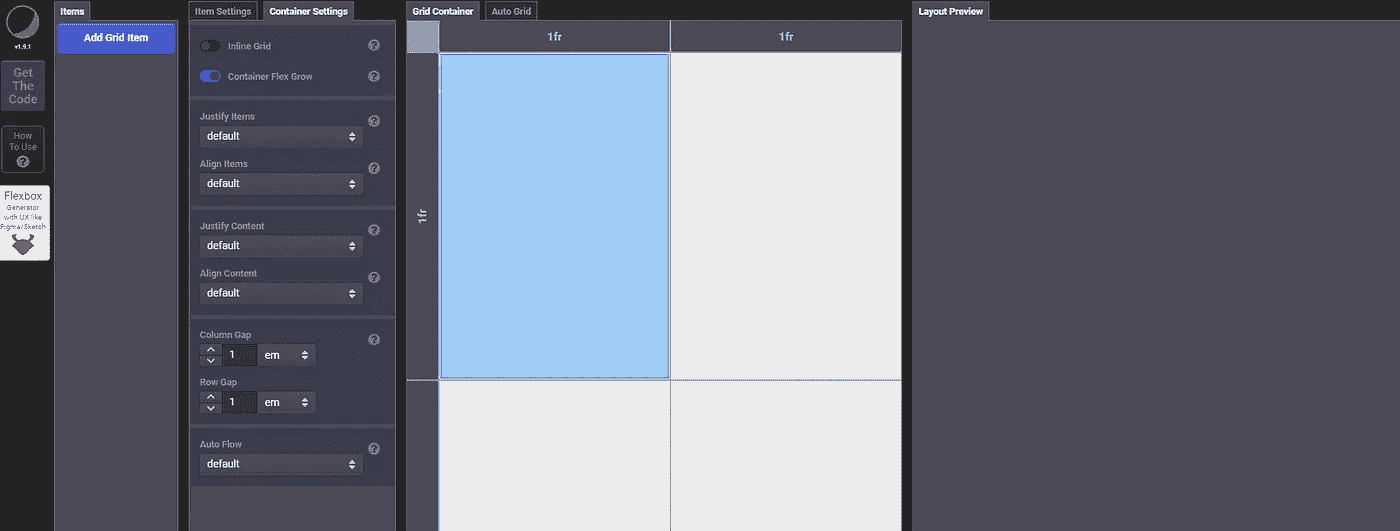 v1.9.1
Get
The
Code
How
To Use
?
Flexbox
Generator
with UX like
Figma/Sketch
Items
Add Grid Item
Item Settings
Container Settings
Inline Grid
?
Container Flex Grow
?
Justify Items
?
default
Align Items
?
default
Justify Content
?
default
Align Content
?
default
Column Gap
?
1
em
Row Gap
1
em
Auto Flow
?
default
Grid Container
Auto Grid
1fr
1fr
1fr
Layout Preview